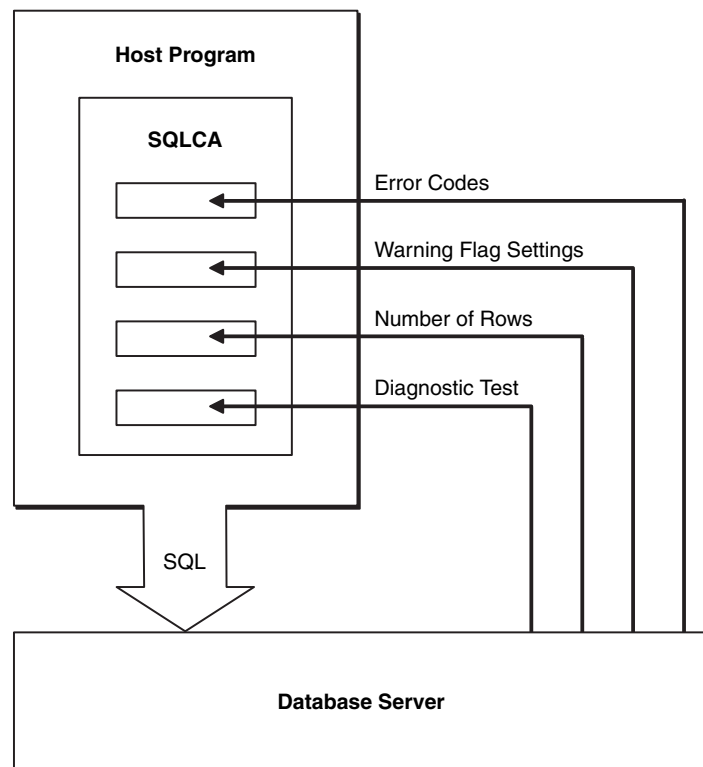 Host Program
SQLCA
Error Codes
Warning Flag Settings
Number of Rows
Diagnostic Test
SQL
Database Server